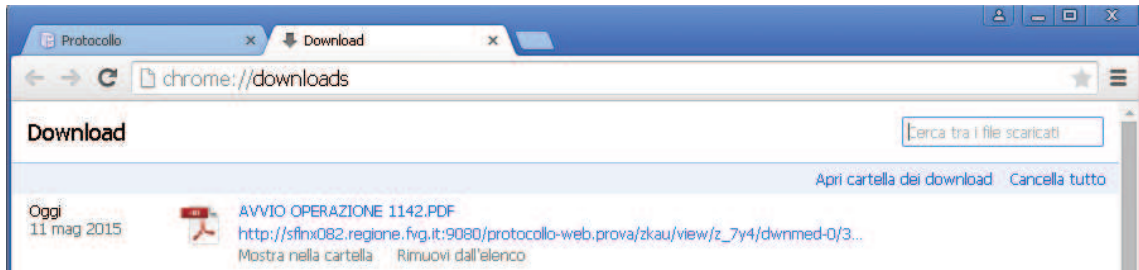 Protocollo
Download
chrome://downloads
Download
Cerca tra i file scaricati
Apri cartella dei download Cancella tutto
Oggi
11 mag 2015
AVVIO OPERAZIONE 1142.PDF
http://sflnx082.regione.fvg.it:9080/protocollo-web.prova/zkau/view/z_7y4/dwnmed-0/3...
Mostra nella cartella Rimuovi dall'elenco